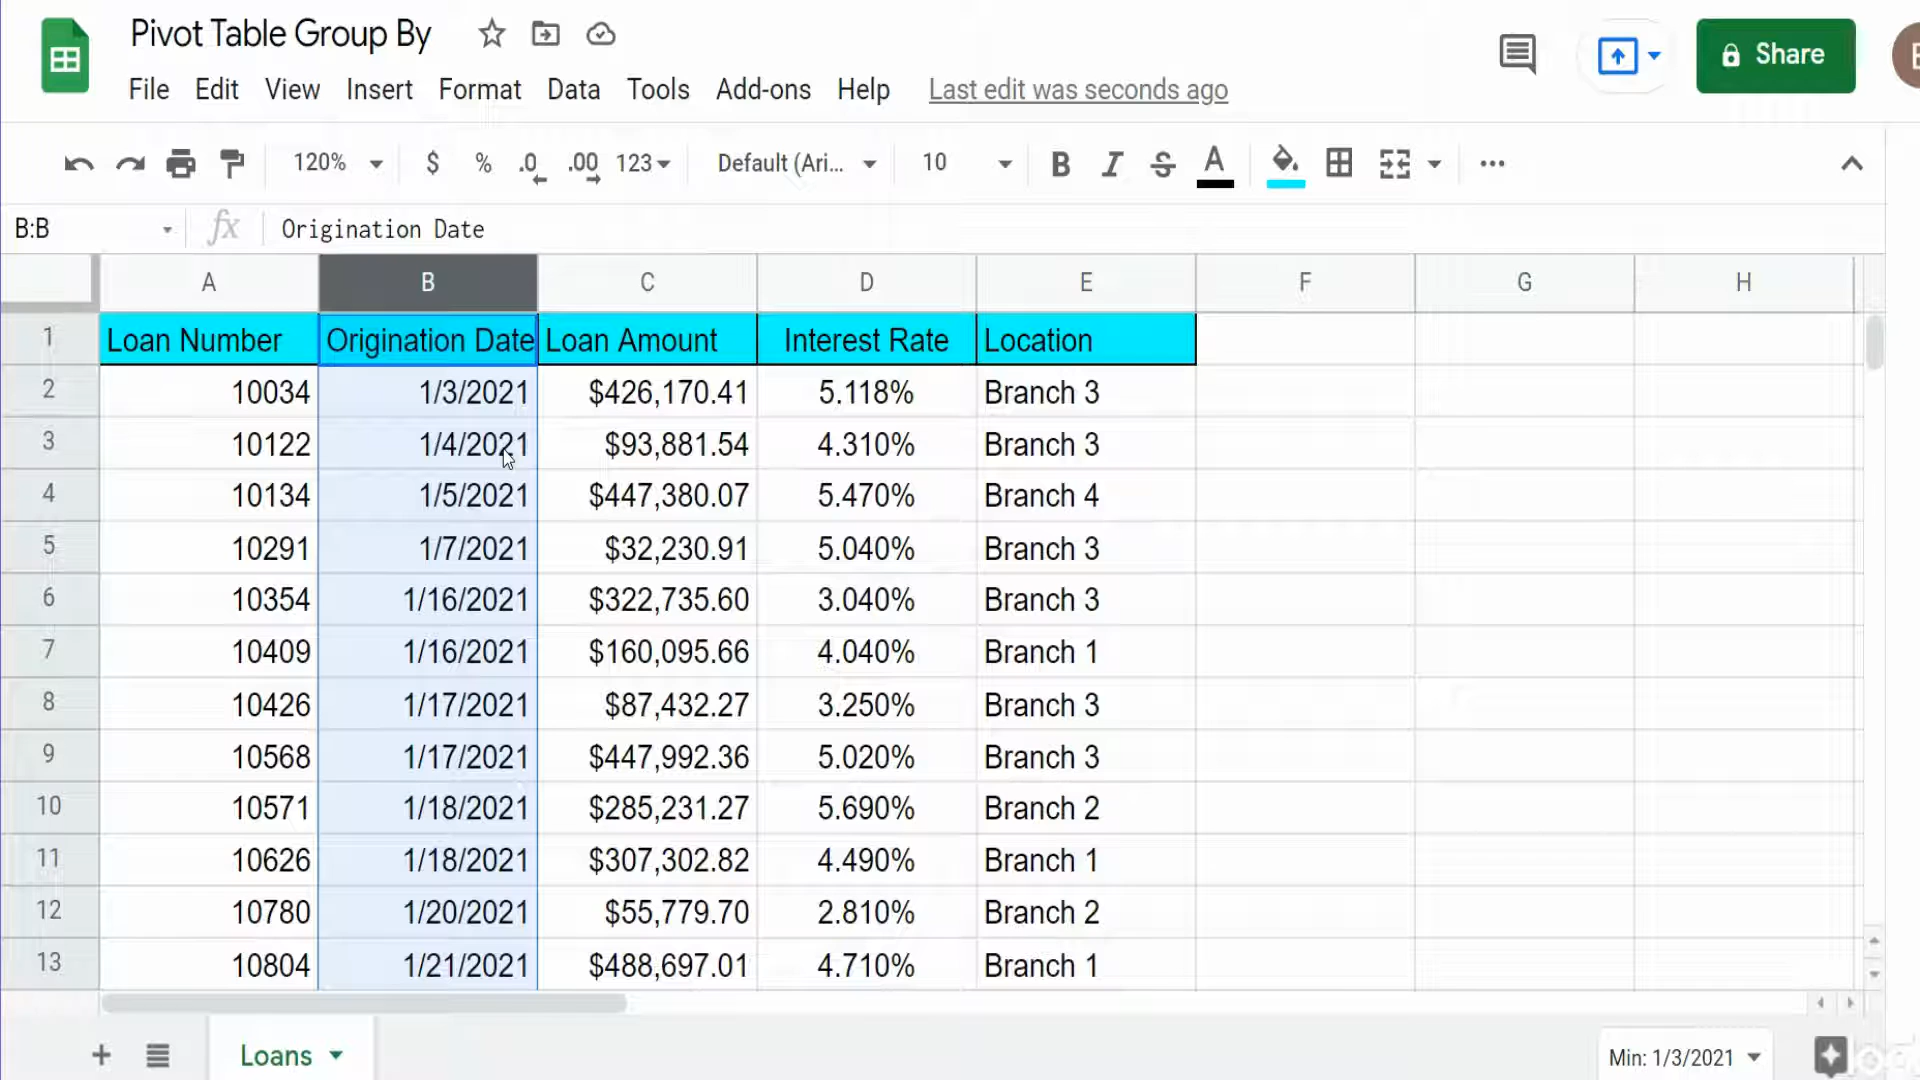 Pivot Table Group By
File Edit View Insert Format Data Tools Add-ons Help Last edit was seconds ago
Share
120% $ % .0 .00 123 Default (Ari... 10 B I S A
B:B fx Origination Date
A B C D E F G H
1 Loan Number Origination Date Loan Amount Interest Rate Location
2 10034 1/3/2021 $426,170.41 5.118% Branch 3
3 10122 1/4/2021 $93,881.54 4.310% Branch 3
4 10134 1/5/2021 $447,380.07 5.470% Branch 4
5 10291 1/7/2021 $32,230.91 5.040% Branch 3
6 10354 1/16/2021 $322,735.60 3.040% Branch 3
7 10409 1/16/2021 $160,095.66 4.040% Branch 1
8 10426 1/17/2021 $87,432.27 3.250% Branch 3
9 10568 1/17/2021 $447,992.36 5.020% Branch 3
10 10571 1/18/2021 $285,231.27 5.690% Branch 2
11 10626 1/18/2021 $307,302.82 4.490% Branch 1
12 10780 1/20/2021 $55,779.70 2.810% Branch 2
13 10804 1/21/2021 $488,697.01 4.710% Branch 1
Loans Min: 1/3/2021